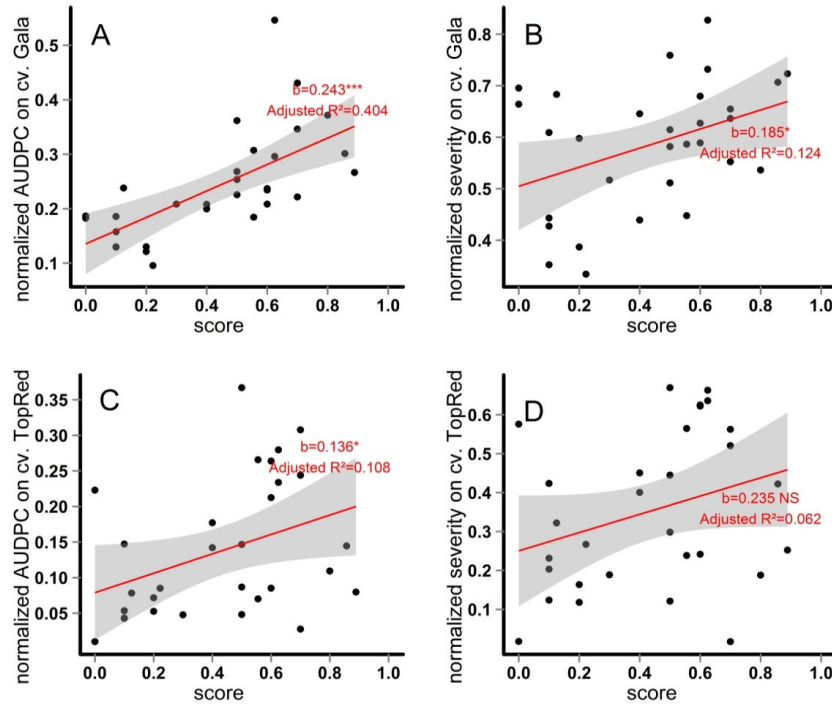 A
normalized AUDPC on cv. Gala
0.5
0.4
0.3
0.2
0.1
b=0.243***
Adjusted R²=0.404
0.0 0.2 0.4 0.6 0.8 1.0
score
B
normalized severity on cv. Gala
0.8
0.7
0.6
0.5
0.4
b=0.185*
Adjusted R²=0.124
0.0 0.2 0.4 0.6 0.8 1.0
score
C
normalized AUDPC on cv. TopRed
0.35
0.30
0.25
0.20
0.15
0.10
0.05
b=0.136*
Adjusted R²=0.108
0.0 0.2 0.4 0.6 0.8 1.0
score
D
normalized severity on cv. TopRed
0.6
0.5
0.4
0.3
0.2
0.1
b=0.235 NS
Adjusted R²=0.062
0.0 0.2 0.4 0.6 0.8 1.0
score